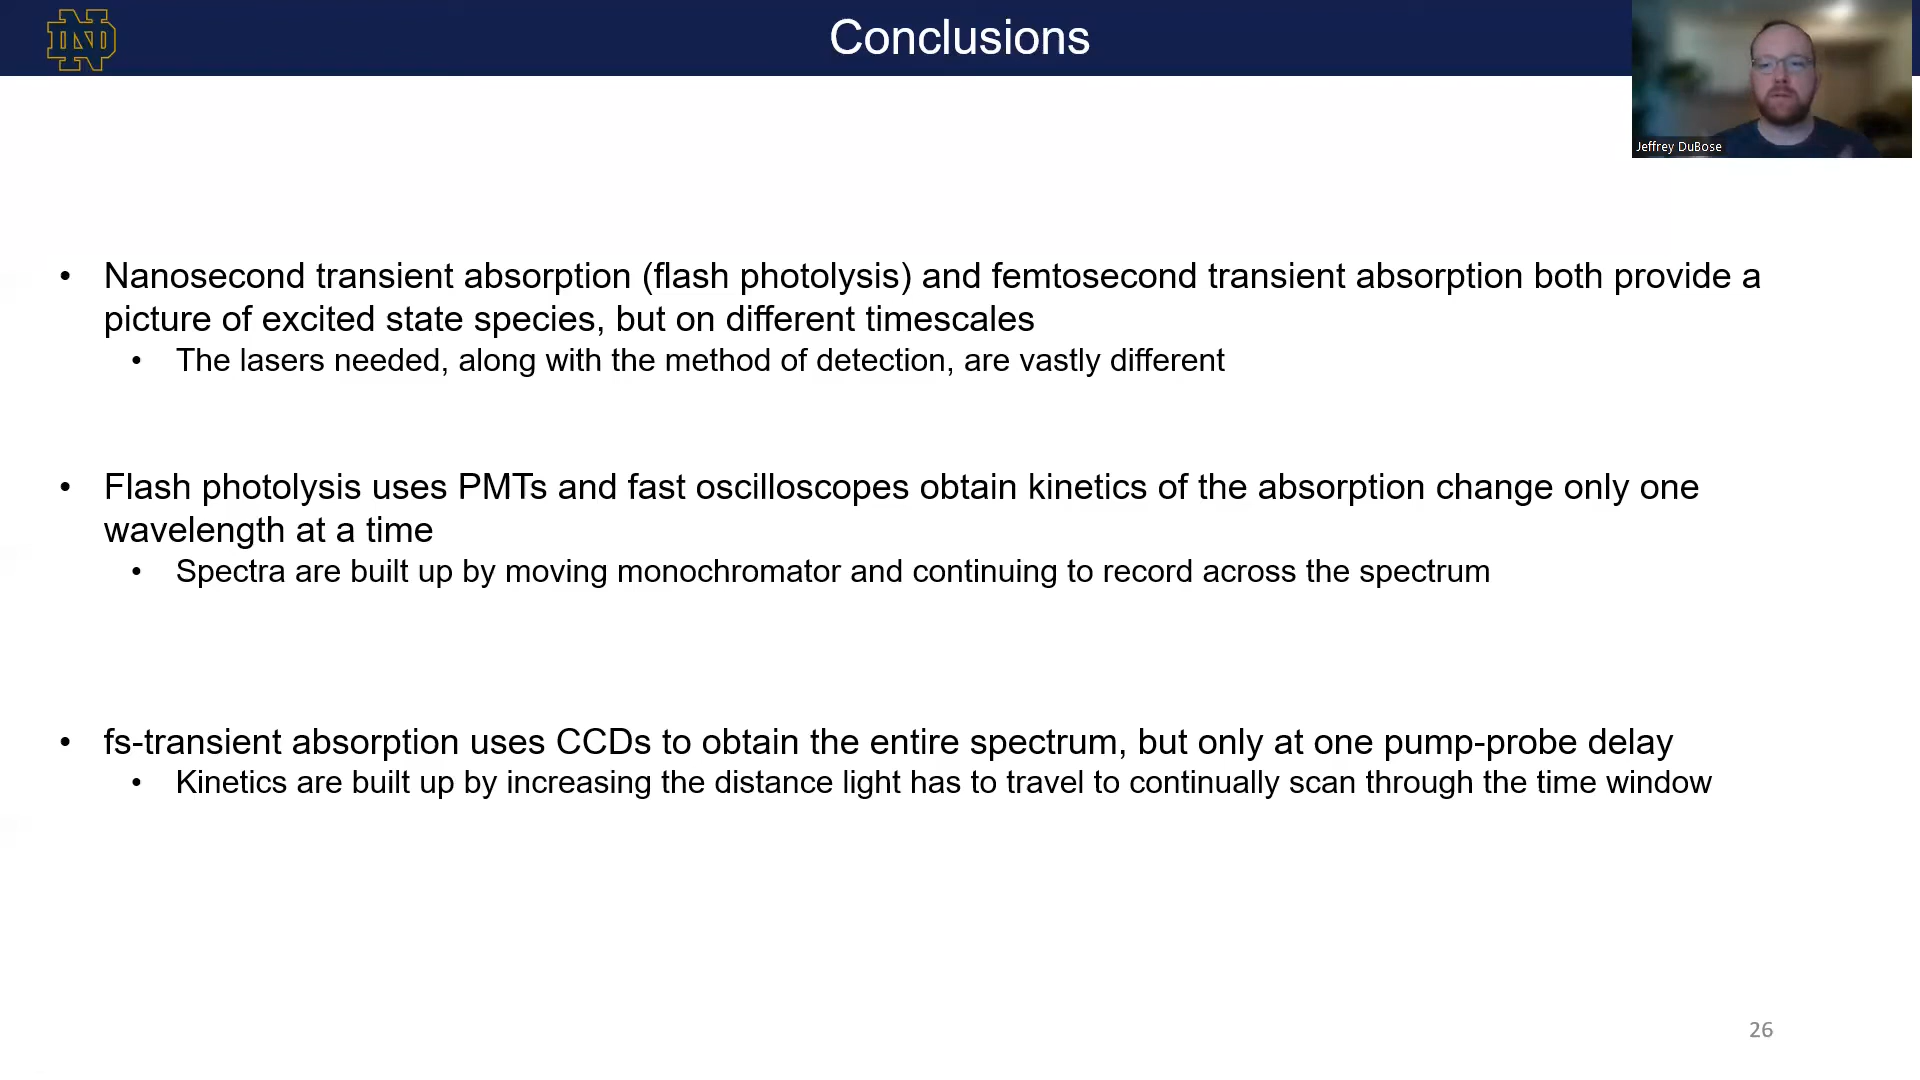 Conclusions
Jeffrey DuBose
• Nanosecond transient absorption (flash photolysis) and femtosecond transient absorption both provide a
picture of excited state species, but on different timescales
• The lasers needed, along with the method of detection, are vastly different
• Flash photolysis uses PMTs and fast oscilloscopes obtain kinetics of the absorption change only one
wavelength at a time
• Spectra are built up by moving monochromator and continuing to record across the spectrum
• fs-transient absorption uses CCDs to obtain the entire spectrum, but only at one pump-probe delay
• Kinetics are built up by increasing the distance light has to travel to continually scan through the time window
26